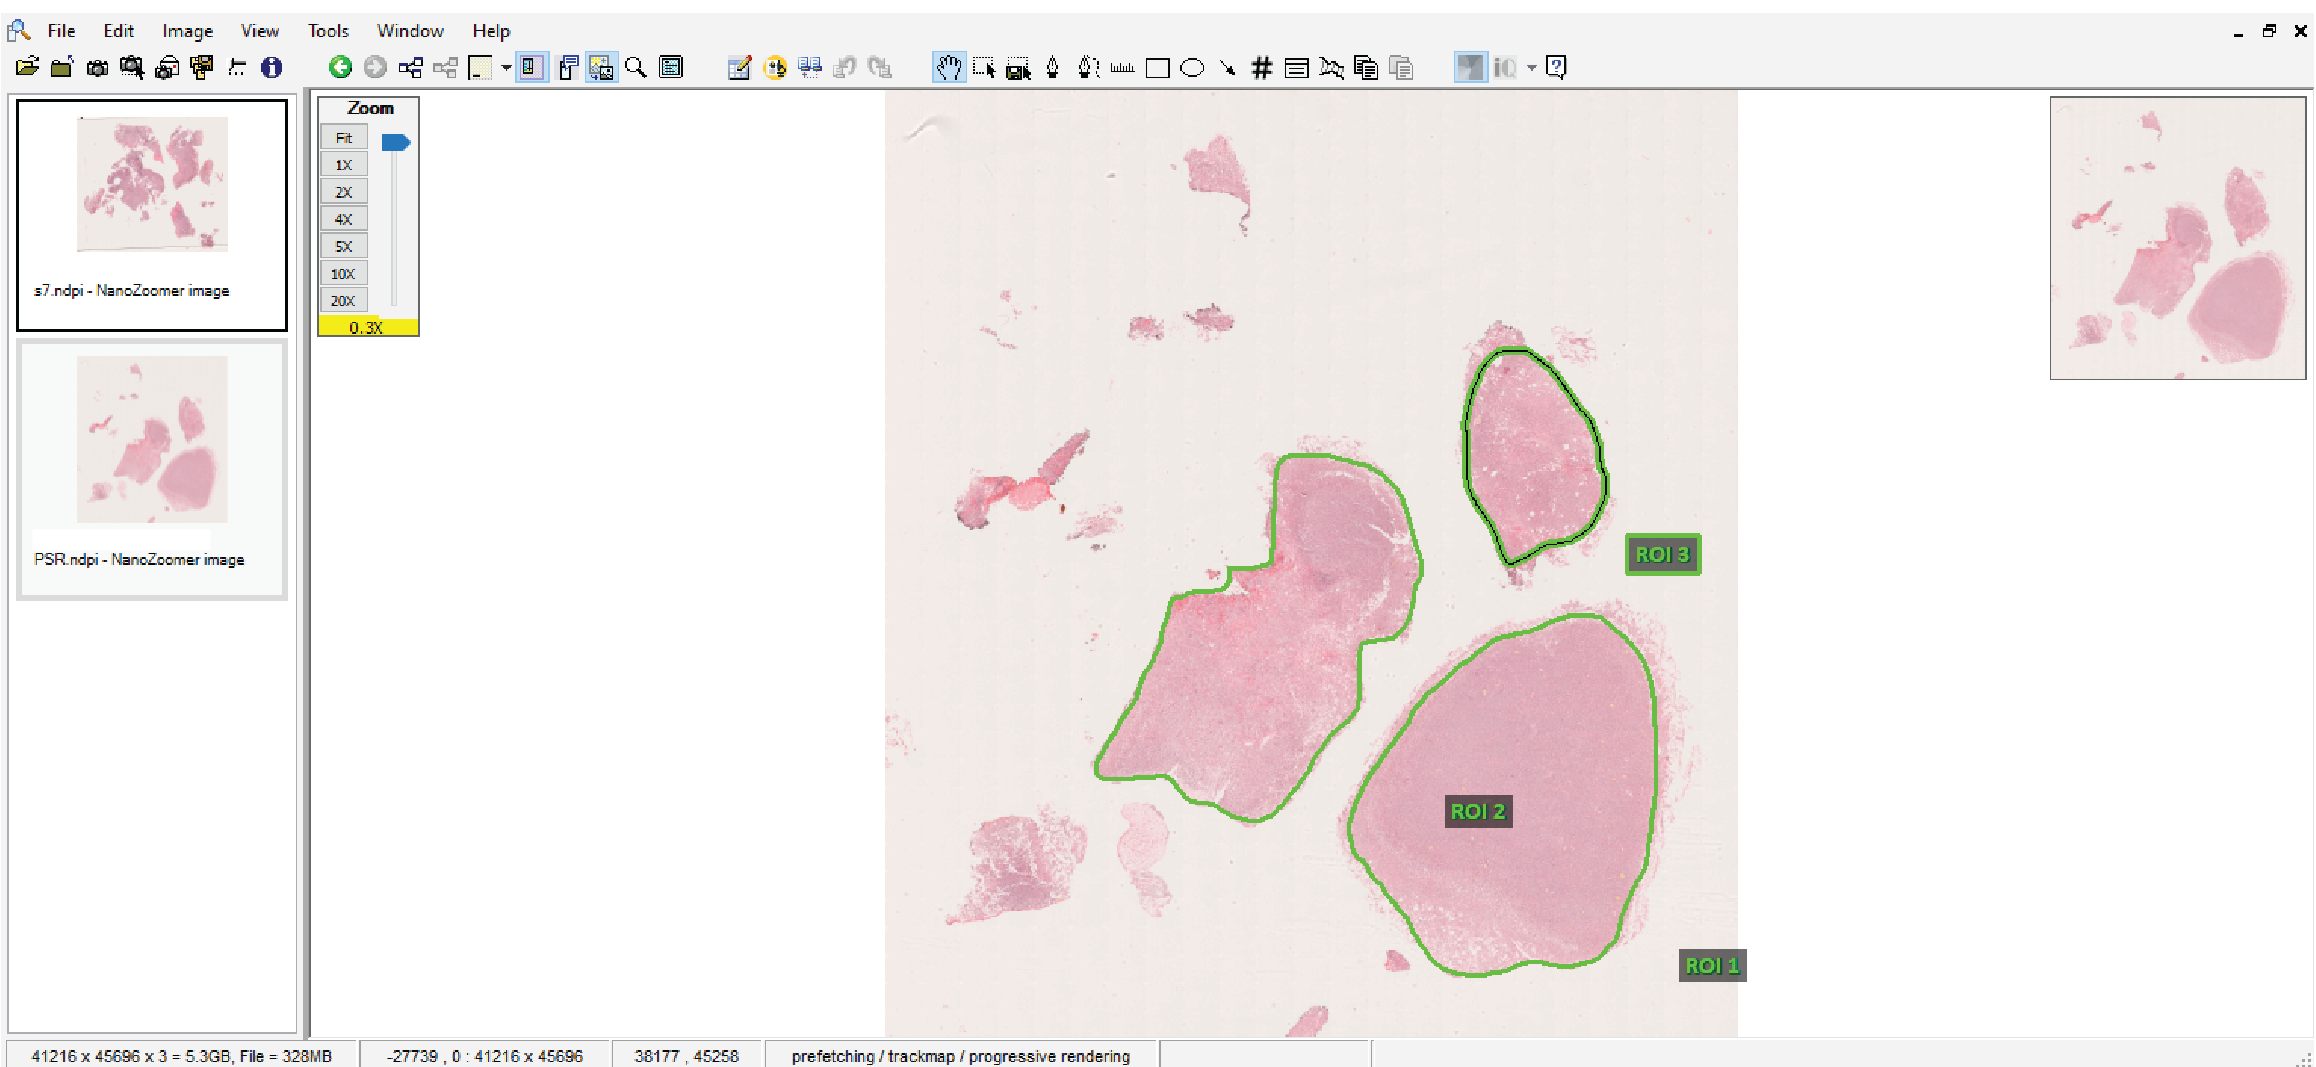 File Edit Image View Tools Window Help
iQ
Zoom
Fit
1X
2X
4X
5X
10X
20X
0.3X
s7.ndpi - NanoZoomer image
PSR.ndpi - NanoZoomer image
ROI 3
ROI 2
ROI 1
41216 x 45696 x 3 = 5.3GB, File = 328MB
-27739 , 0 : 41216 x 45696
38177 , 45258
prefetching / trackmap / progressive rendering